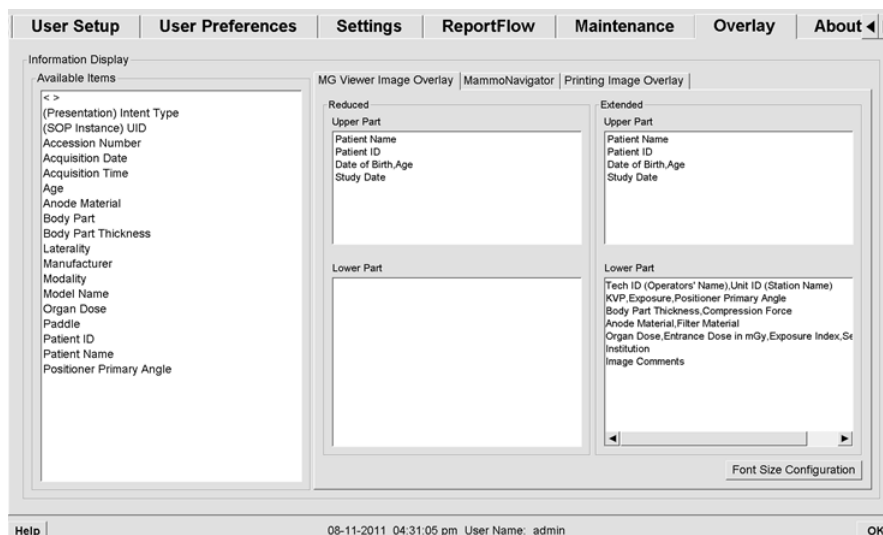 User Setup User Preferences Settings ReportFlow Maintenance Overlay About
Information Display
Available Items
< >
(Presentation) Intent Type
(SOP Instance) UID
Accession Number
Acquisition Date
Acquisition Time
Age
Anode Material
Body Part
Body Part Thickness
Laterality
Manufacturer
Modality
Model Name
Organ Dose
Paddle
Patient ID
Patient Name
Positioner Primary Angle
MG Viewer Image Overlay MammoNavigator Printing Image Overlay
Reduced
Upper Part
Patient Name
Patient ID
Date of Birth,Age
Study Date
Lower Part
Extended
Upper Part
Patient Name
Patient ID
Date of Birth,Age
Study Date
Lower Part
Tech ID (Operators' Name),Unit ID (Station Name)
KVP,Exposure,Positioner Primary Angle
Body Part Thickness,Compression Force
Anode Material,Filter Material
Organ Dose,Entrance Dose in mGy,Exposure Index,Se
Institution
Image Comments
Font Size Configuration
Help 08-11-2011 04:31:05 pm User Name: admin OK